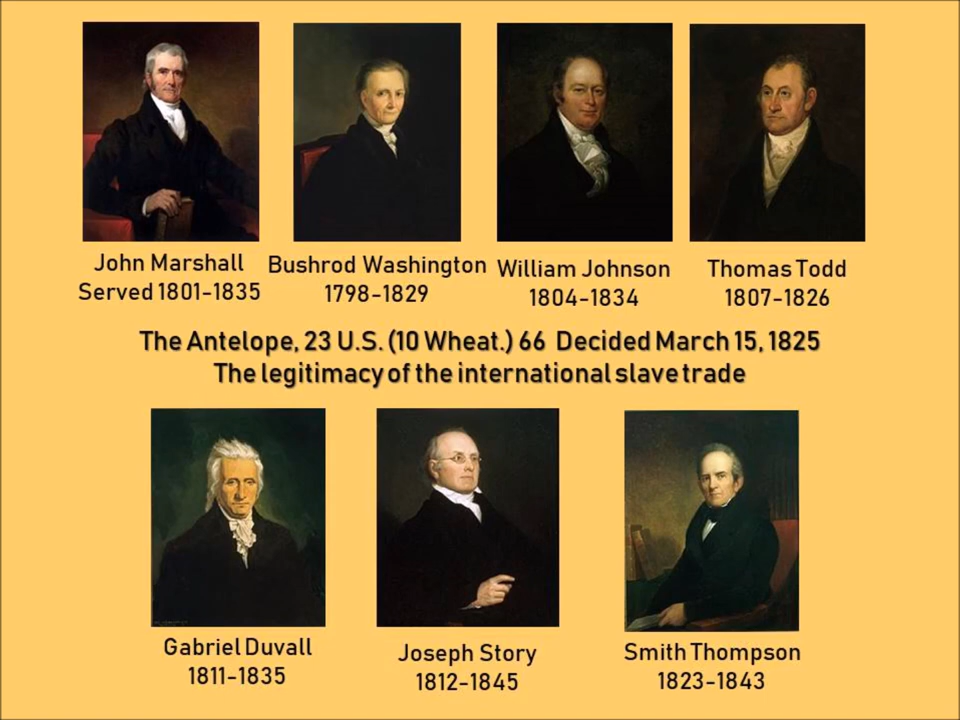 John Marshall
Served 1801-1835
Bushrod Washington
1798-1829
William Johnson
1804-1834
Thomas Todd
1807-1826
The Antelope, 23 U.S. (10 Wheat.) 66 Decided March 15, 1825
The legitimacy of the international slave trade
Gabriel Duvall
1811-1835
Joseph Story
1812-1845
Smith Thompson
1823-1843